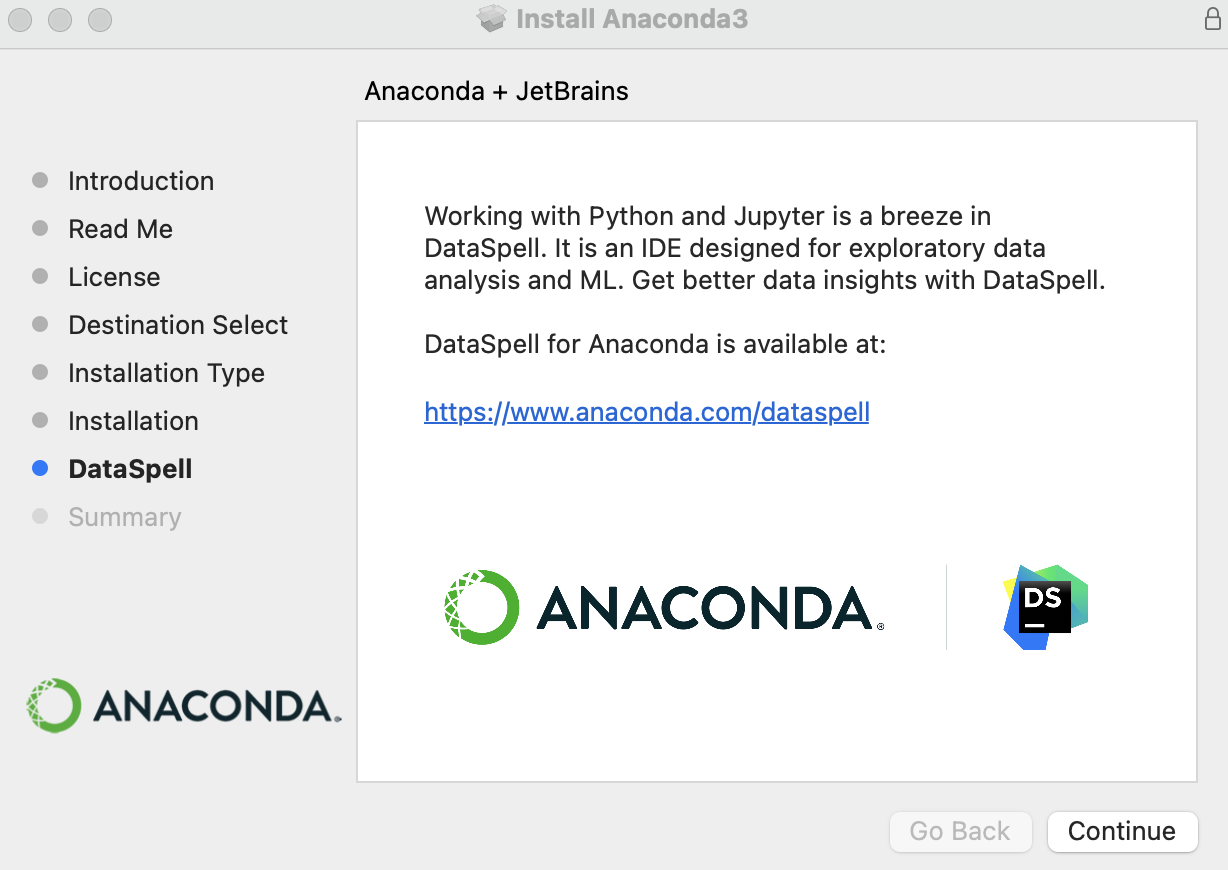 Install Anaconda3
Anaconda + JetBrains
Introduction
Read Me
License
Destination Select
Installation Type
Installation
DataSpell
Summary
Working with Python and Jupyter is a breeze in
DataSpell. It is an IDE designed for exploratory data
analysis and ML. Get better data insights with DataSpell.
DataSpell for Anaconda is available at:
https://www.anaconda.com/dataspell
ANACONDA.®
DS
ANACONDA.
Go Back
Continue